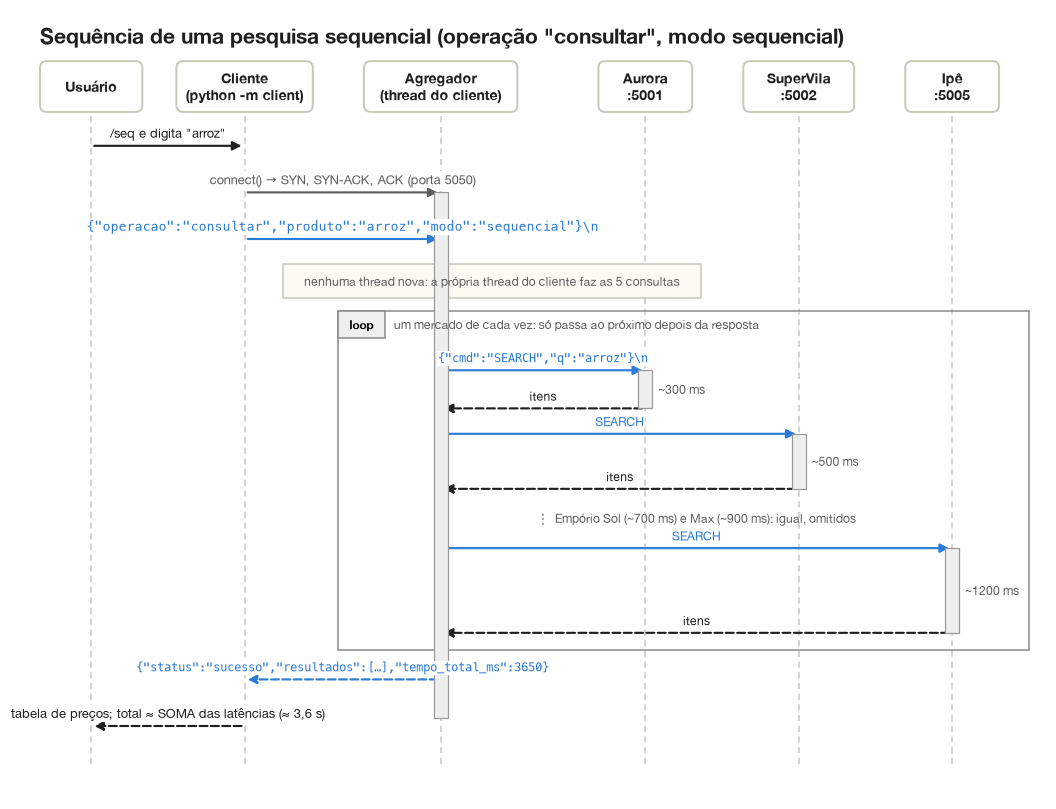 Sequência de uma pesquisa sequencial (operação "consultar", modo sequencial)
Usuário
Cliente
(python -m client)
Agregador
(thread do cliente)
Aurora
:5001
SuperVila
:5002
Ipê
:5005
/seq e digita "arroz"
connect() → SYN, SYN-ACK, ACK (porta 5050)
{"operacao":"consultar","produto":"arroz","modo":"sequencial"}\n
nenhuma thread nova: a própria thread do cliente faz as 5 consultas
loop
um mercado de cada vez: só passa ao próximo depois da resposta
{"cmd":"SEARCH","q":"arroz"}\n
~300 ms
itens
SEARCH
~500 ms
itens
⋮ Empório Sol (~700 ms) e Max (~900 ms): igual, omitidos
SEARCH
~1200 ms
itens
{"status":"sucesso","resultados":[…],"tempo_total_ms":3650}
tabela de preços; total ≈ SOMA das latências (≈ 3,6 s)